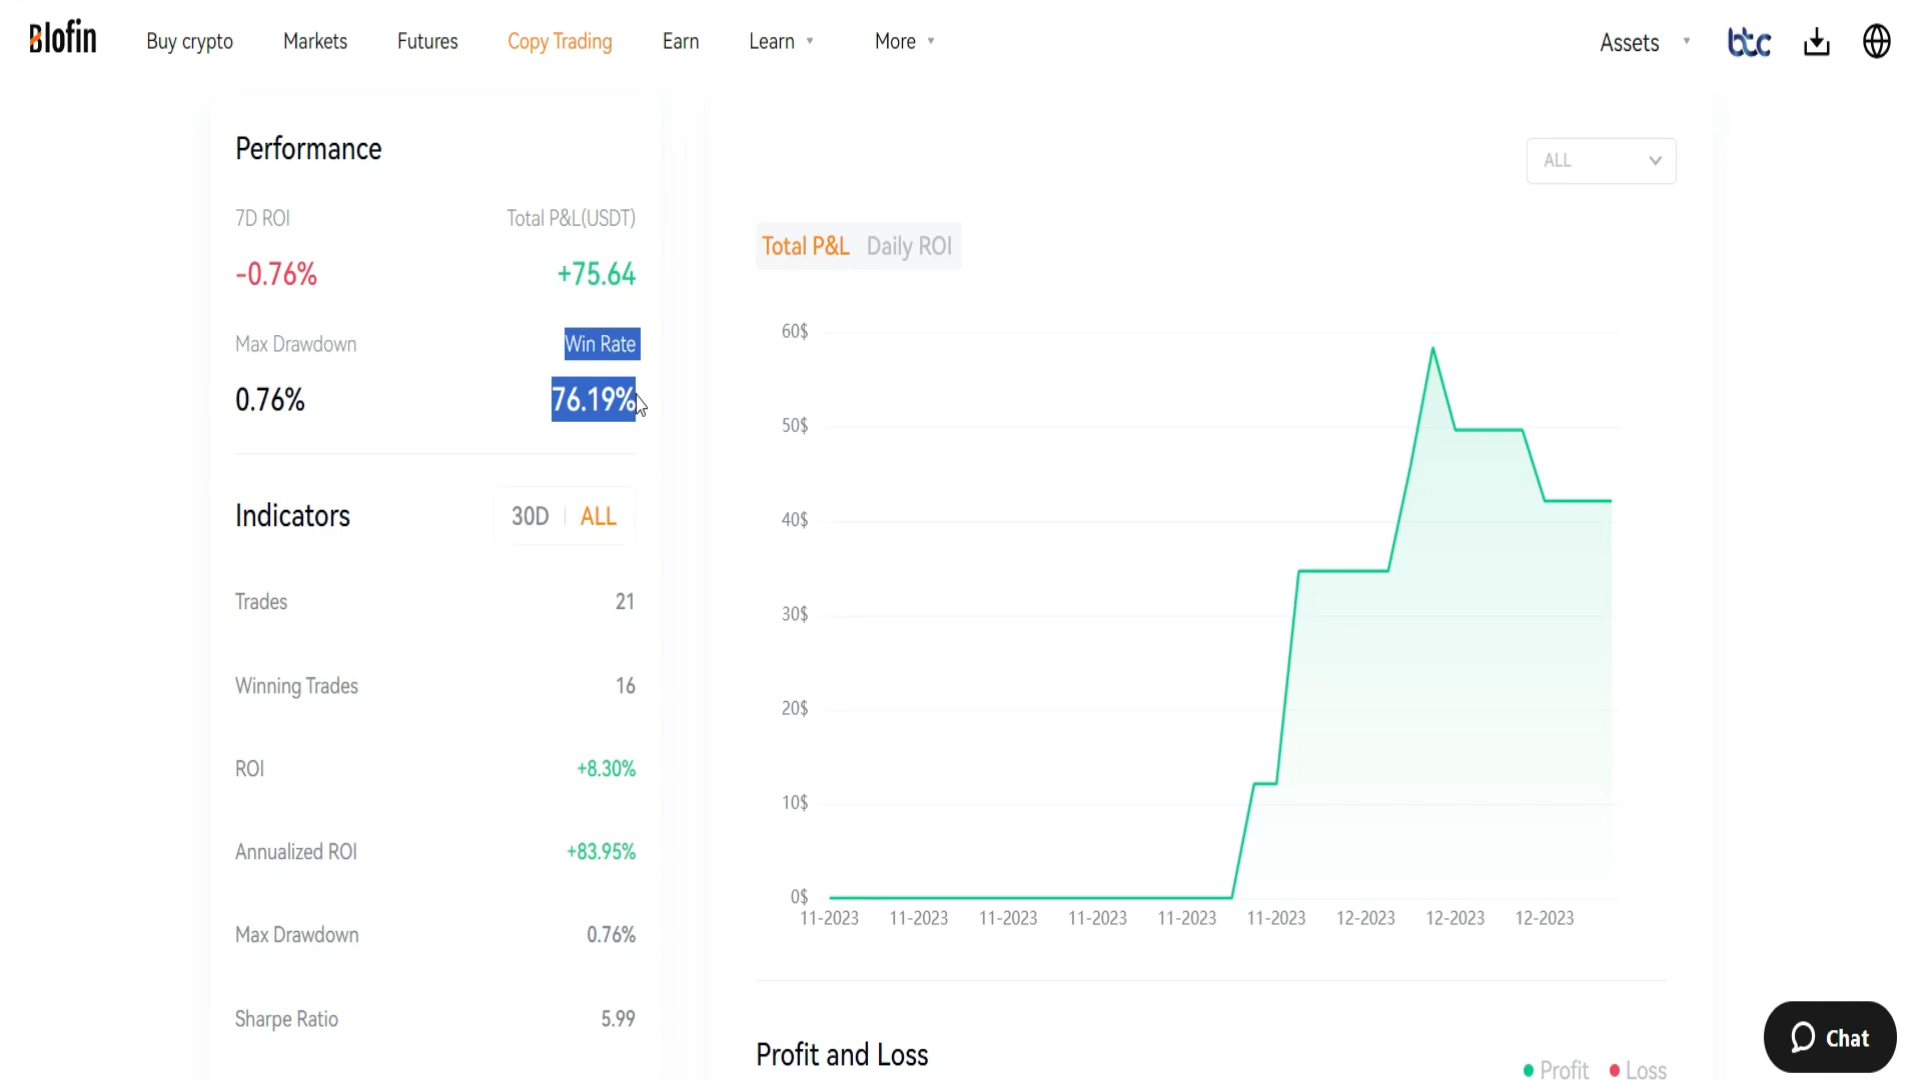 Blofin Buy crypto Markets Futures Copy Trading Earn Learn More Assets btc
Performance
7D ROI Total P&L(USDT)
-0.76% +75.64
Max Drawdown Win Rate
0.76% 76.19%
Indicators 30D ALL
Trades 21
Winning Trades 16
ROI +8.30%
Annualized ROI +83.95%
Max Drawdown 0.76%
Sharpe Ratio 5.99
ALL
Total P&L Daily ROI
60$
50$
40$
30$
20$
10$
0$
11-2023 11-2023 11-2023 11-2023 11-2023 11-2023 12-2023 12-2023 12-2023
Profit and Loss
Profit Loss
Chat